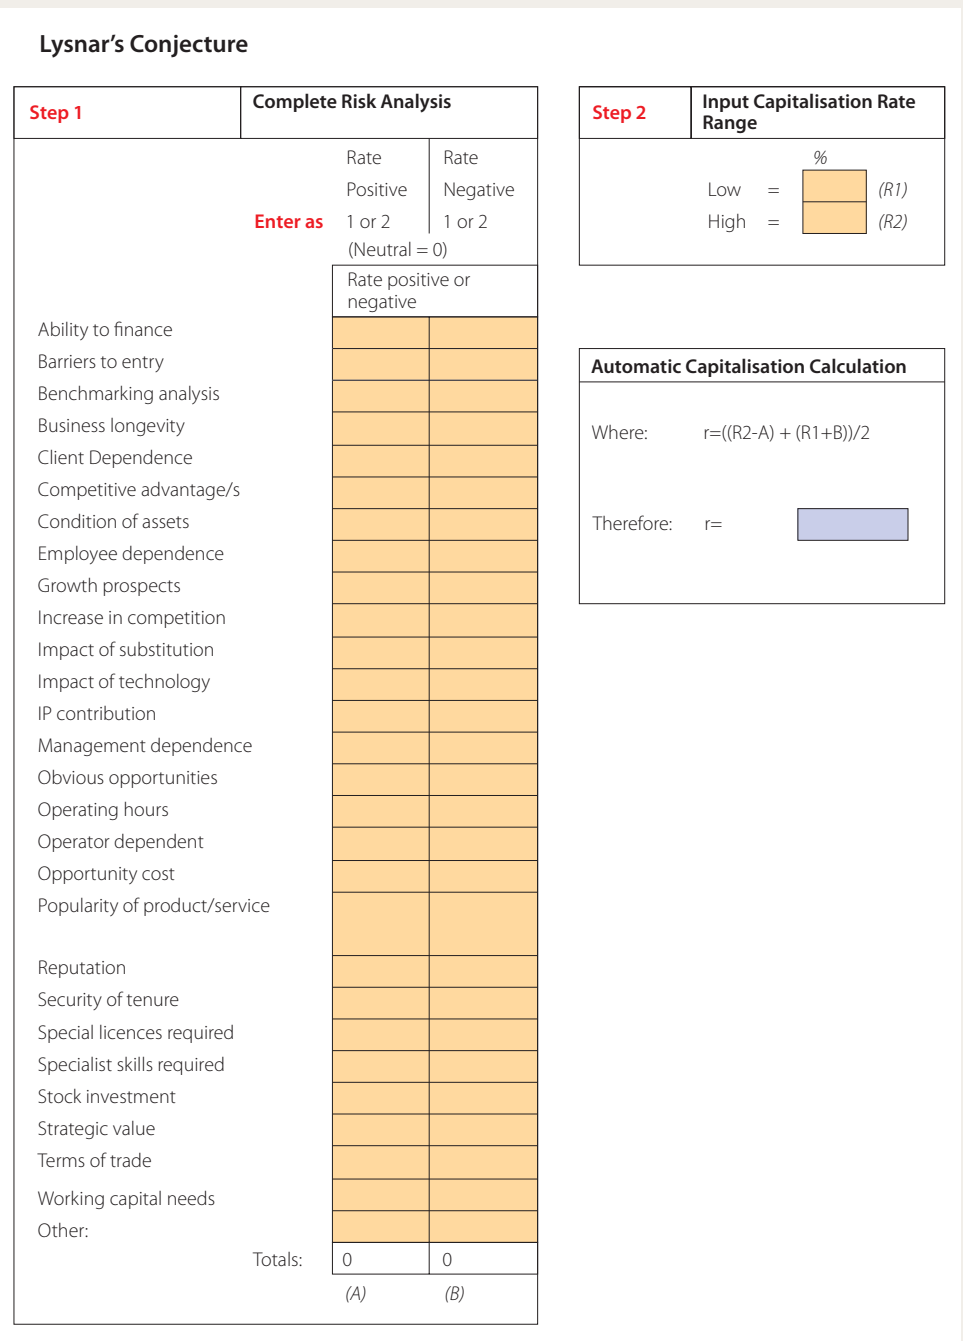 Lysnar’s Conjecture
Step 1
Complete Risk Analysis
Rate Rate
Positive Negative
Enter as 1 or 2 1 or 2
(Neutral = 0)
Rate positive or
negative
Ability to finance
Barriers to entry
Benchmarking analysis
Business longevity
Client Dependence
Competitive advantage/s
Condition of assets
Employee dependence
Growth prospects
Increase in competition
Impact of substitution
Impact of technology
IP contribution
Management dependence
Obvious opportunities
Operating hours
Operator dependent
Opportunity cost
Popularity of product/service
Reputation
Security of tenure
Special licences required
Specialist skills required
Stock investment
Strategic value
Terms of trade
Working capital needs
Other:
Totals: 0 0
(A) (B)
Step 2
Input Capitalisation Rate
Range
%
Low = (R1)
High = (R2)
Automatic Capitalisation Calculation
Where: r=((R2-A) + (R1+B))/2
Therefore: r=